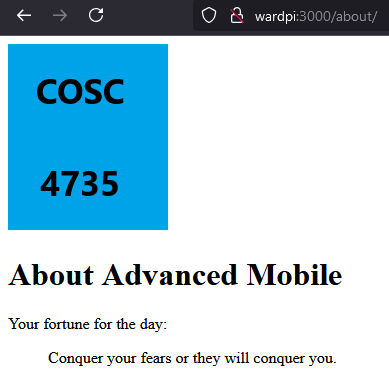 wardpi:3000/about/
COSC
4735
About Advanced Mobile
Your fortune for the day:
Conquer your fears or they will conquer you.